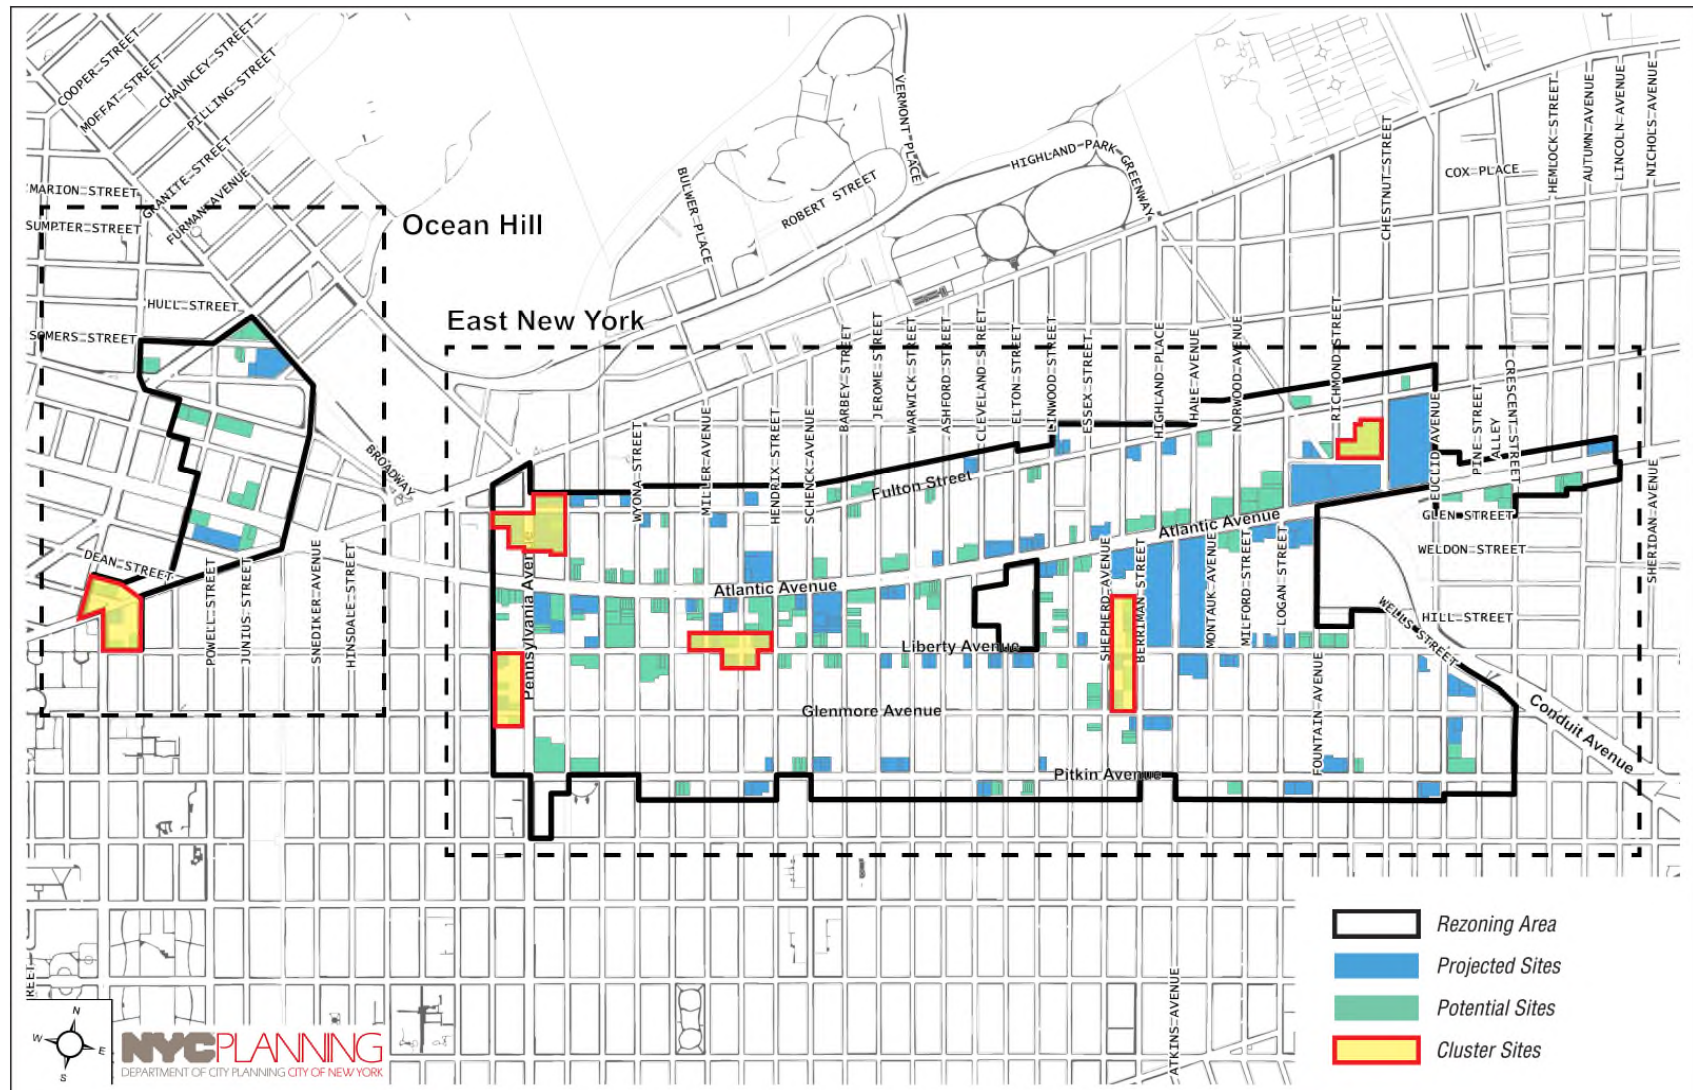 COOPER STREET
MOFFAT STREET
CHAUNCEY STREET
PILLING STREET
GRANITE STREET
FURMAN AVENUE
MARION STREET
SUMPTER STREET
Ocean Hill
HULL STREET
SOMERS STREET
BROADWAY
DEAN STREET
POWELL STREET
JUNIUS STREET
SNEDIKER AVENUE
HINSDALE STREET
East New York
BULWER PLACE
ROBERT STREET
VERMONT PLACE
HIGHLAND PARK GREENWAY
CHESTNUT STREET
COX PLACE
HEMLOCK STREET
AUTUMN AVENUE
LINCOLN AVENUE
NICHOLS AVENUE
WYONA STREET
MILLER AVENUE
HENDRIX STREET
SCHENCK AVENUE
BARBEY STREET
JEROME STREET
WARWICK STREET
ASHFORD STREET
CLEVELAND STREET
ELTON STREET
LINWOOD STREET
ESSEX STREET
HIGHLAND PLACE
HALE AVENUE
NORWOOD AVENUE
RICHMOND STREET
EUCLID AVENUE
PINE STREET
ALLEY
CRESCENT STREET
SHERIDAN AVENUE
Fulton Street
Atlantic Avenue
GLEN STREET
WELDON STREET
HILL STREET
WELLS STREET
Atlantic Avenue
Pennsylvania Aven
Liberty Avenue
SHEPHERD AVENUE
BERRIMAN STREET
MONTAUK AVENUE
MILFORD STREET
LOGAN STREET
FOUNTAIN AVENUE
Glenmore Avenue
Conduit Avenue
Pitkin Avenue
ATKINS AVENUE
REET
Rezoning Area
Projected Sites
Potential Sites
Cluster Sites
N
W
E
S
NYCPLANNING
DEPARTMENT OF CITY PLANNING CITY OF NEW YORK